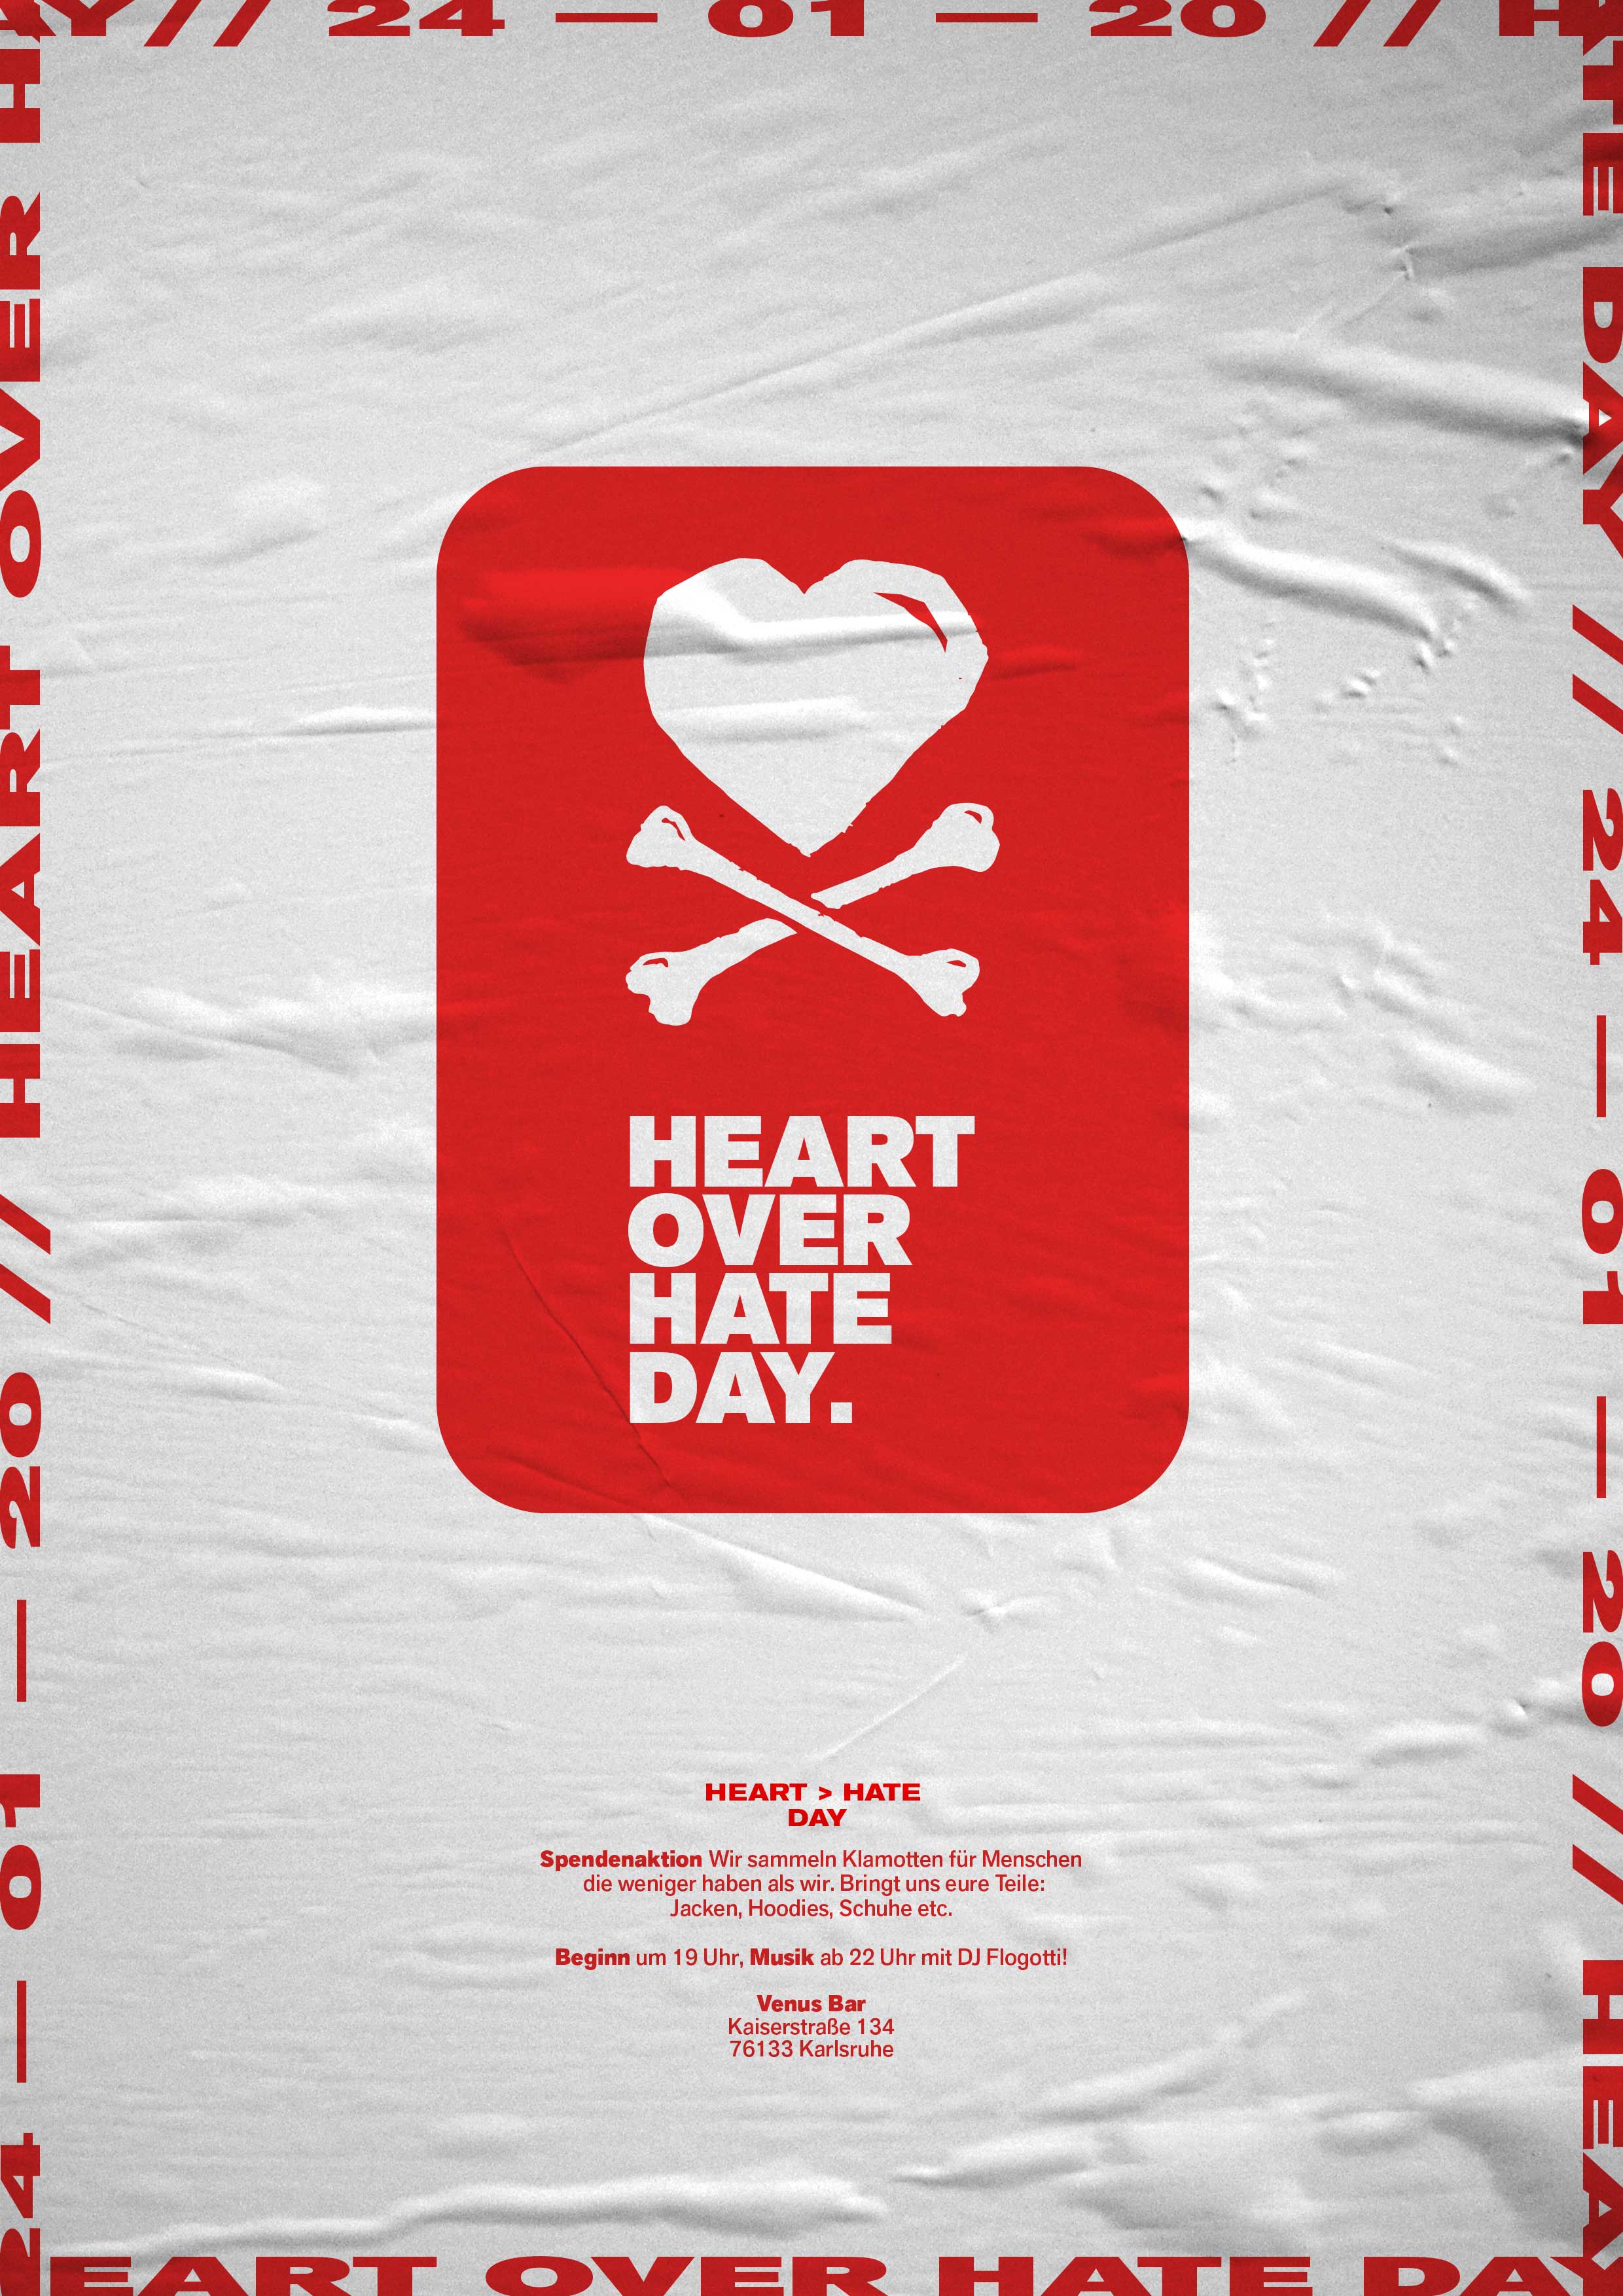 AY // 24 — 01 — 20 // H
ATE DAY // 24 — 01 — 20 // HEA
24 — 01 — 20 // HEART OVER H
HEART
OVER
HATE
DAY.
HEART > HATE
DAY
Spendenaktion Wir sammeln Klamotten für Menschen
die weniger haben als wir. Bringt uns eure Teile:
Jacken, Hoodies, Schuhe etc.
Beginn um 19 Uhr, Musik ab 22 Uhr mit DJ Flogotti!
Venus Bar
Kaiserstraße 134
76133 Karlsruhe
EART OVER HATE DAY